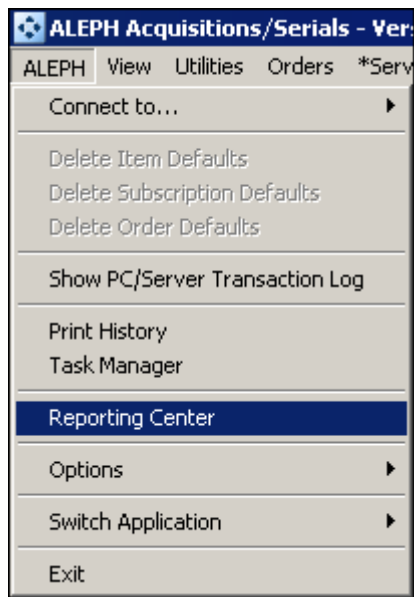 ALEPH Acquisitions/Serials - Ver
ALEPH View Utilities Orders *Serv
Connect to...
Delete Item Defaults
Delete Subscription Defaults
Delete Order Defaults
Show PC/Server Transaction Log
Print History
Task Manager
Reporting Center
Options
Switch Application
Exit